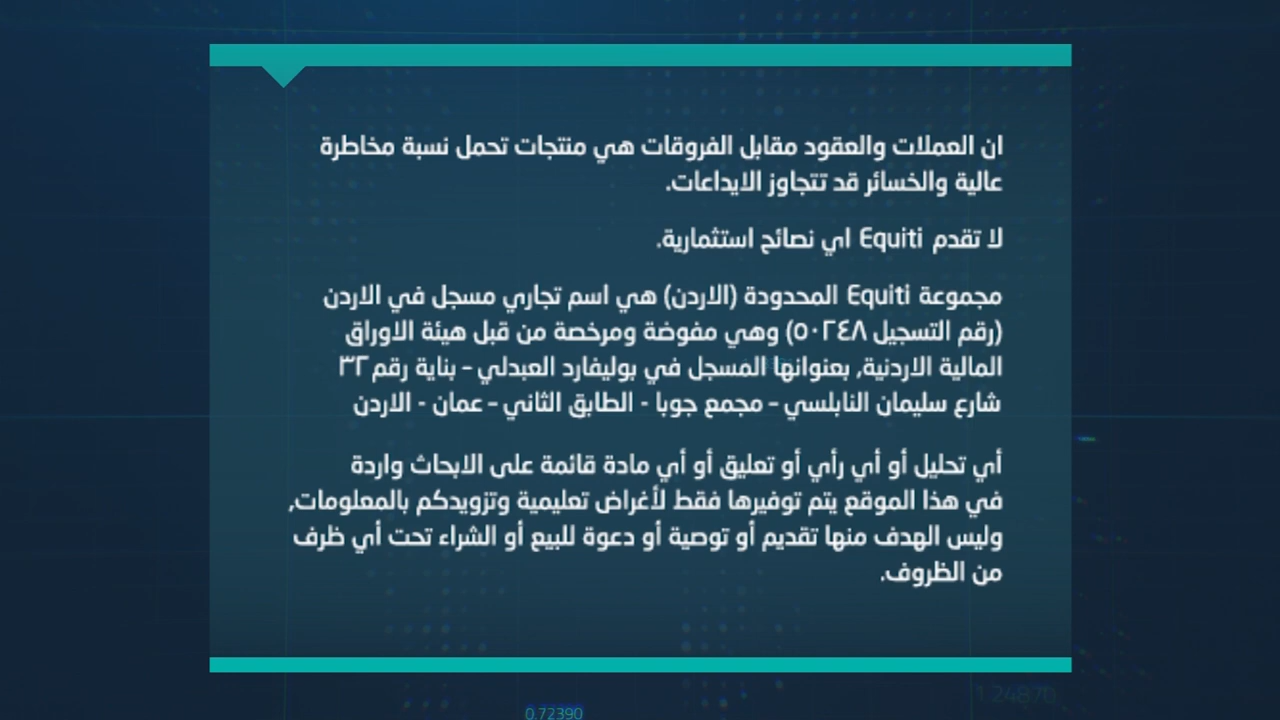 ان العملات والعقود مقابل الفروقات هي منتجات تحمل نسبة مخاطرة
عالية والخسائر قد تتجاوز الايداعات.
لا تقدم Equiti اي نصائح استثمارية.
مجموعة Equiti المحدودة (الاردن) هي اسم تجاري مسجل في الاردن
(رقم التسجيل ٥٠٢٤٨) وهي مفوضة ومرخصة من قبل هيئة الاوراق
المالية الاردنية, بعنوانها المسجل في بوليفارد العبدلي – بناية رقم ٣٢
شارع سليمان النابلسي – مجمع جوبا - الطابق الثاني – عمان - الاردن
أي تحليل أو أي رأي أو تعليق أو أي مادة قائمة على الابحاث واردة
في هذا الموقع يتم توفيرها فقط لأغراض تعليمية وتزويدكم بالمعلومات,
وليس الهدف منها تقديم أو توصية أو دعوة للبيع أو الشراء تحت أي ظرف
من الظروف.
1.24870
0.72390